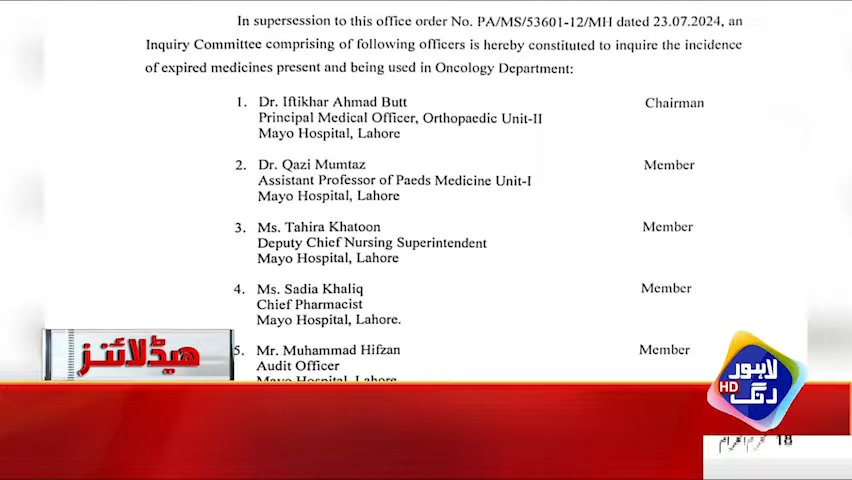 In supersession to this office order No. PA/MS/53601-12/MH dated 23.07.2024, an
Inquiry Committee comprising of following officers is hereby constituted to inquire the incidence
of expired medicines present and being used in Oncology Department:
1. Dr. Iftikhar Ahmad Butt Chairman
Principal Medical Officer, Orthopaedic Unit-II
Mayo Hospital, Lahore
2. Dr. Qazi Mumtaz Member
Assistant Professor of Paeds Medicine Unit-I
Mayo Hospital, Lahore
3. Ms. Tahira Khatoon Member
Deputy Chief Nursing Superintendent
Mayo Hospital, Lahore
4. Ms. Sadia Khaliq Member
Chief Pharmacist
Mayo Hospital, Lahore.
5. Mr. Muhammad Hifzan Member
Audit Officer
Mayo Hospital, Lahore
ہیڈلائنز
لاہور
رنگ
HD
18